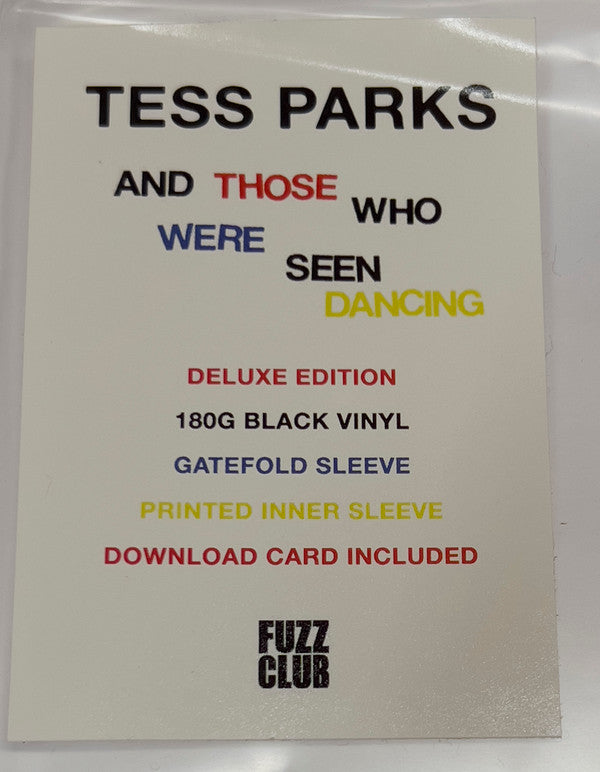 TESS PARKS
AND THOSE WHO
WERE SEEN
DANCING
DELUXE EDITION
180G BLACK VINYL
GATEFOLD SLEEVE
PRINTED INNER SLEEVE
DOWNLOAD CARD INCLUDED
FUZZ
CLUB